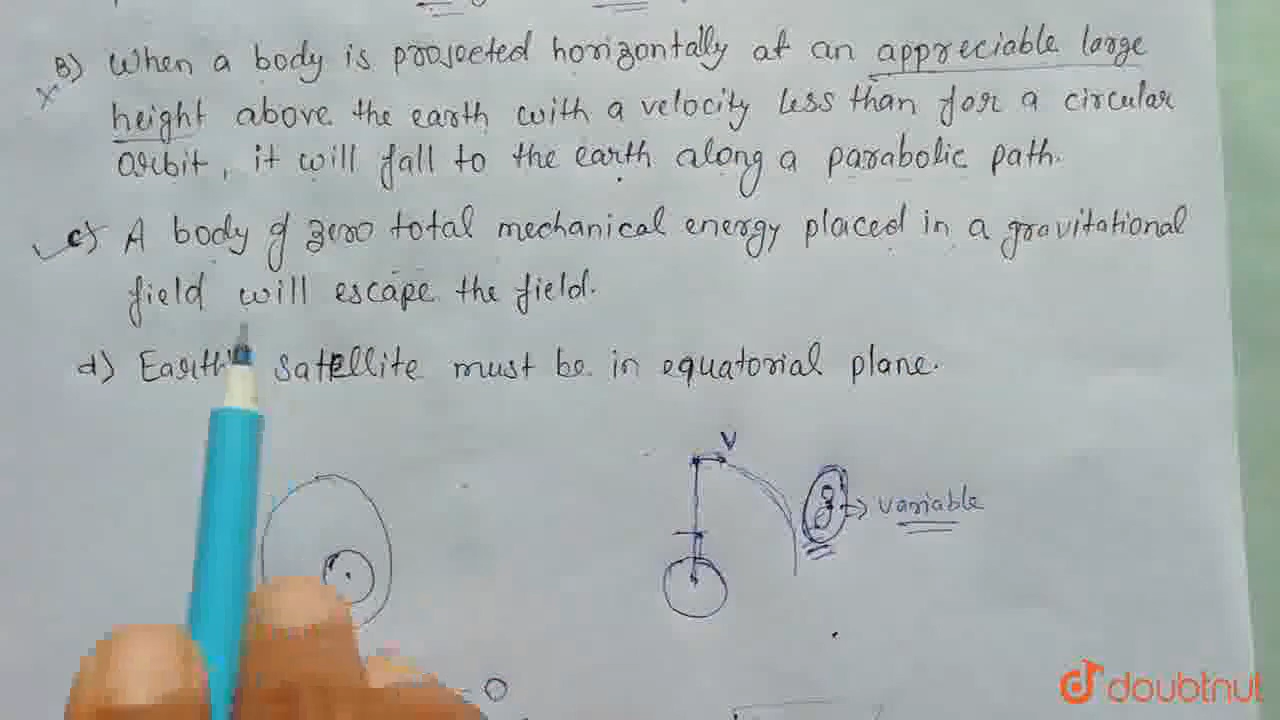 B) When a body is projected horizontally at an appreciable large
height above the earth with a velocity less than for a circular
orbit, it will fall to the earth along a parabolic path.
c) A body of zero total mechanical energy placed in a gravitational
field will escape the field.
d) Earth's satellite must be in equatorial plane.
V
g → variable
= 0
doubtnut